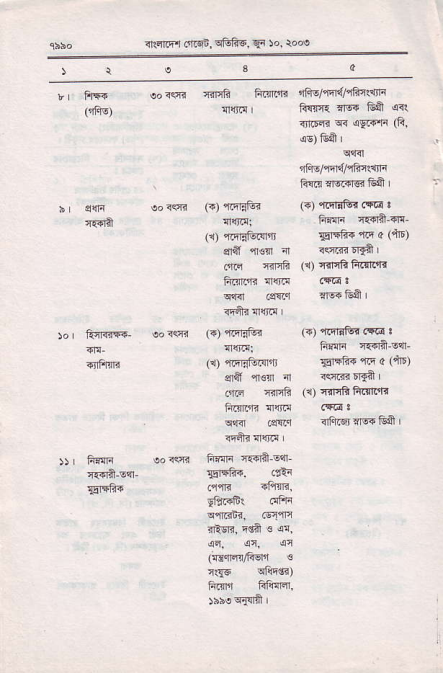 ৭৯৯০ বাংলাদেশ গেজেট, অতিরিক্ত, জুন ১০, ২০০৩
১ ২ ৩ ৪ ৫
৮। শিক্ষক ৩০ বৎসর সরাসরি নিয়োগের গণিত/পদার্থ/পরিসংখ্যান
(গণিত) মাধ্যমে। বিষয়সহ স্নাতক ডিগ্রী এবং
ব্যাচেলর অব এডুকেশন (বি,
এড) ডিগ্রী।
অথবা
গণিত/পদার্থ/পরিসংখ্যান
বিষয়ে স্নাতকোত্তর ডিগ্রী।
৯। প্রধান ৩০ বৎসর (ক) পদোন্নতির (ক) পদোন্নতির ক্ষেত্রে ঃ
সহকারী মাধ্যমে; নিম্নমান সহকারী-কাম-
(খ) পদোন্নতিযোগ্য মুদ্রাক্ষরিক পদে ৫ (পাঁচ)
প্রার্থী পাওয়া না বৎসরের চাকুরী।
গেলে সরাসরি (খ) সরাসরি নিয়োগের
নিয়োগের মাধ্যমে ক্ষেত্রে ঃ
অথবা প্রেষণে স্নাতক ডিগ্রী।
বদলীর মাধ্যমে।
১০। হিসাবরক্ষক- ৩০ বৎসর (ক) পদোন্নতির (ক) পদোন্নতির ক্ষেত্রে ঃ
কাম- মাধ্যমে; নিম্নমান সহকারী-তথা-
ক্যাশিয়ার (খ) পদোন্নতিযোগ্য মুদ্রাক্ষরিক পদে ৫ (পাঁচ)
প্রার্থী পাওয়া না বৎসরের চাকুরী।
গেলে সরাসরি (খ) সরাসরি নিয়োগের
নিয়োগের মাধ্যমে ক্ষেত্রে ঃ
অথবা প্রেষণে বাণিজ্যে স্নাতক ডিগ্রী।
বদলীর মাধ্যমে।
১১। নিম্নমান ৩০ বৎসর নিম্নমান সহকারী-তথা-
সহকারী-তথা- মুদ্রাক্ষরিক, প্লেইন
মুদ্রাক্ষরিক পেপার কপিয়ার,
ডুপ্লিকেটিং মেশিন
অপারেটর, ডেসপাস
রাইডার, দপ্তরী ও এম,
এল, এস, এস
(মন্ত্রণালয়/বিভাগ ও
সংযুক্ত অধিদপ্তর)
নিয়োগ বিধিমালা,
১৯৯৩ অনুযায়ী।